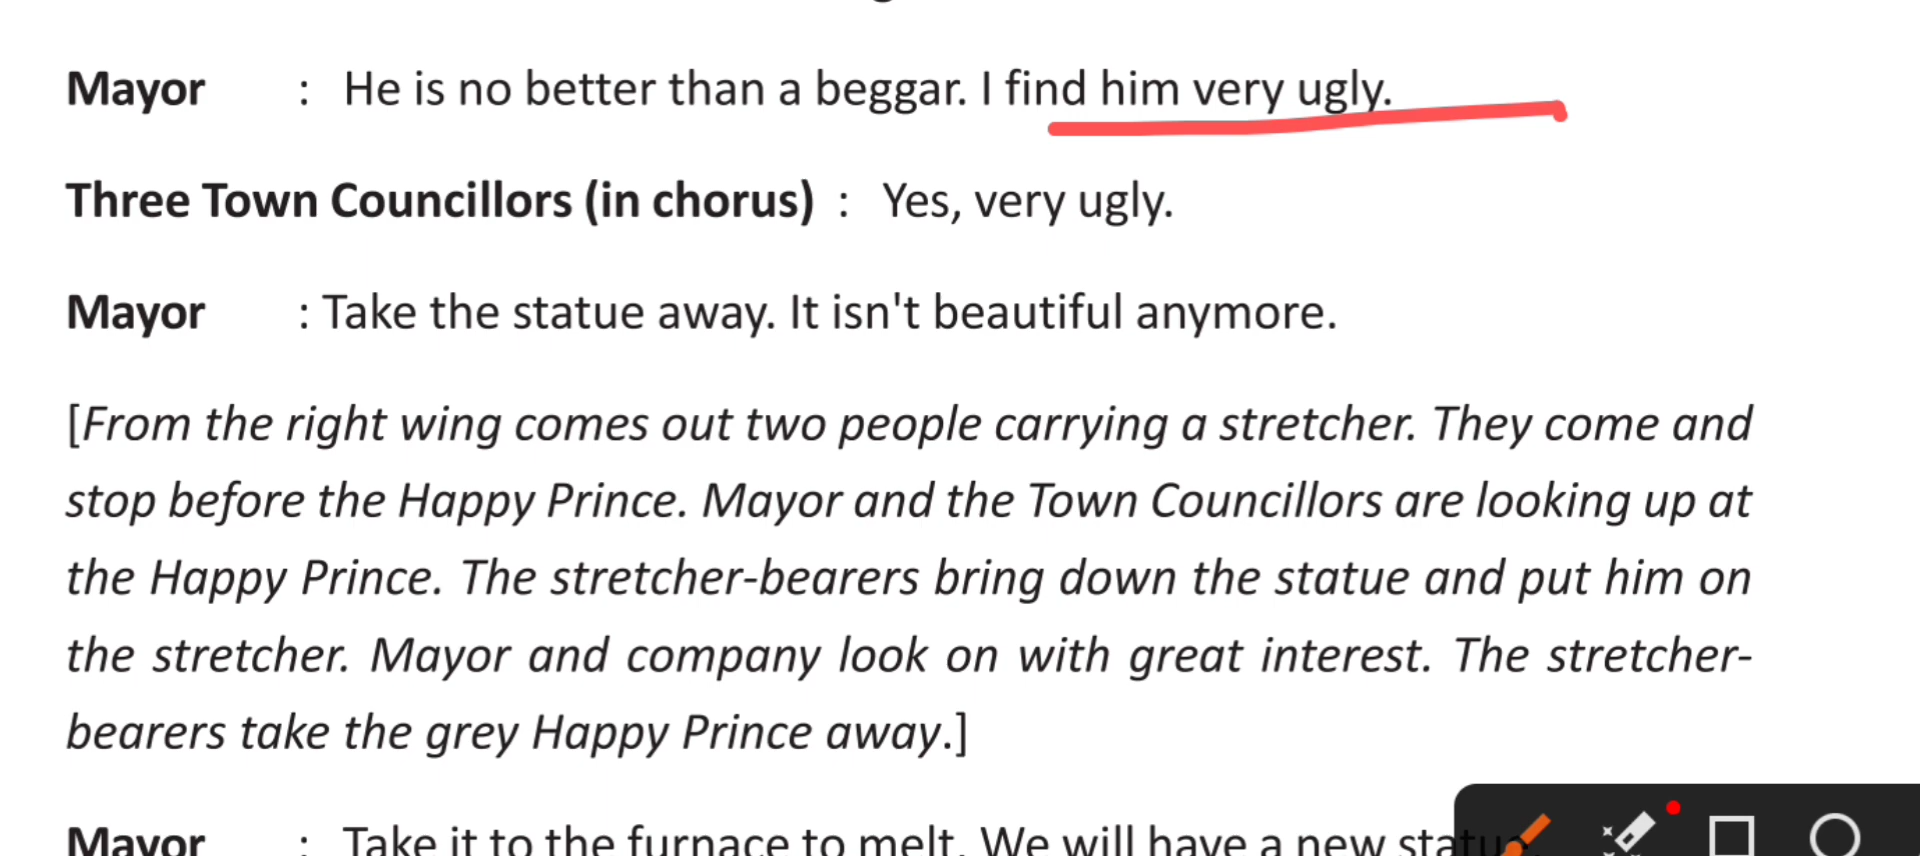 Mayor : He is no better than a beggar. I find him very ugly.
Three Town Councillors (in chorus) : Yes, very ugly.
Mayor : Take the statue away. It isn't beautiful anymore.
[From the right wing comes out two people carrying a stretcher. They come and
stop before the Happy Prince. Mayor and the Town Councillors are looking up at
the Happy Prince. The stretcher-bearers bring down the statue and put him on
the stretcher. Mayor and company look on with great interest. The stretcher-
bearers take the grey Happy Prince away.]
Mayor : Take it to the furnace to melt. We will have a new statue